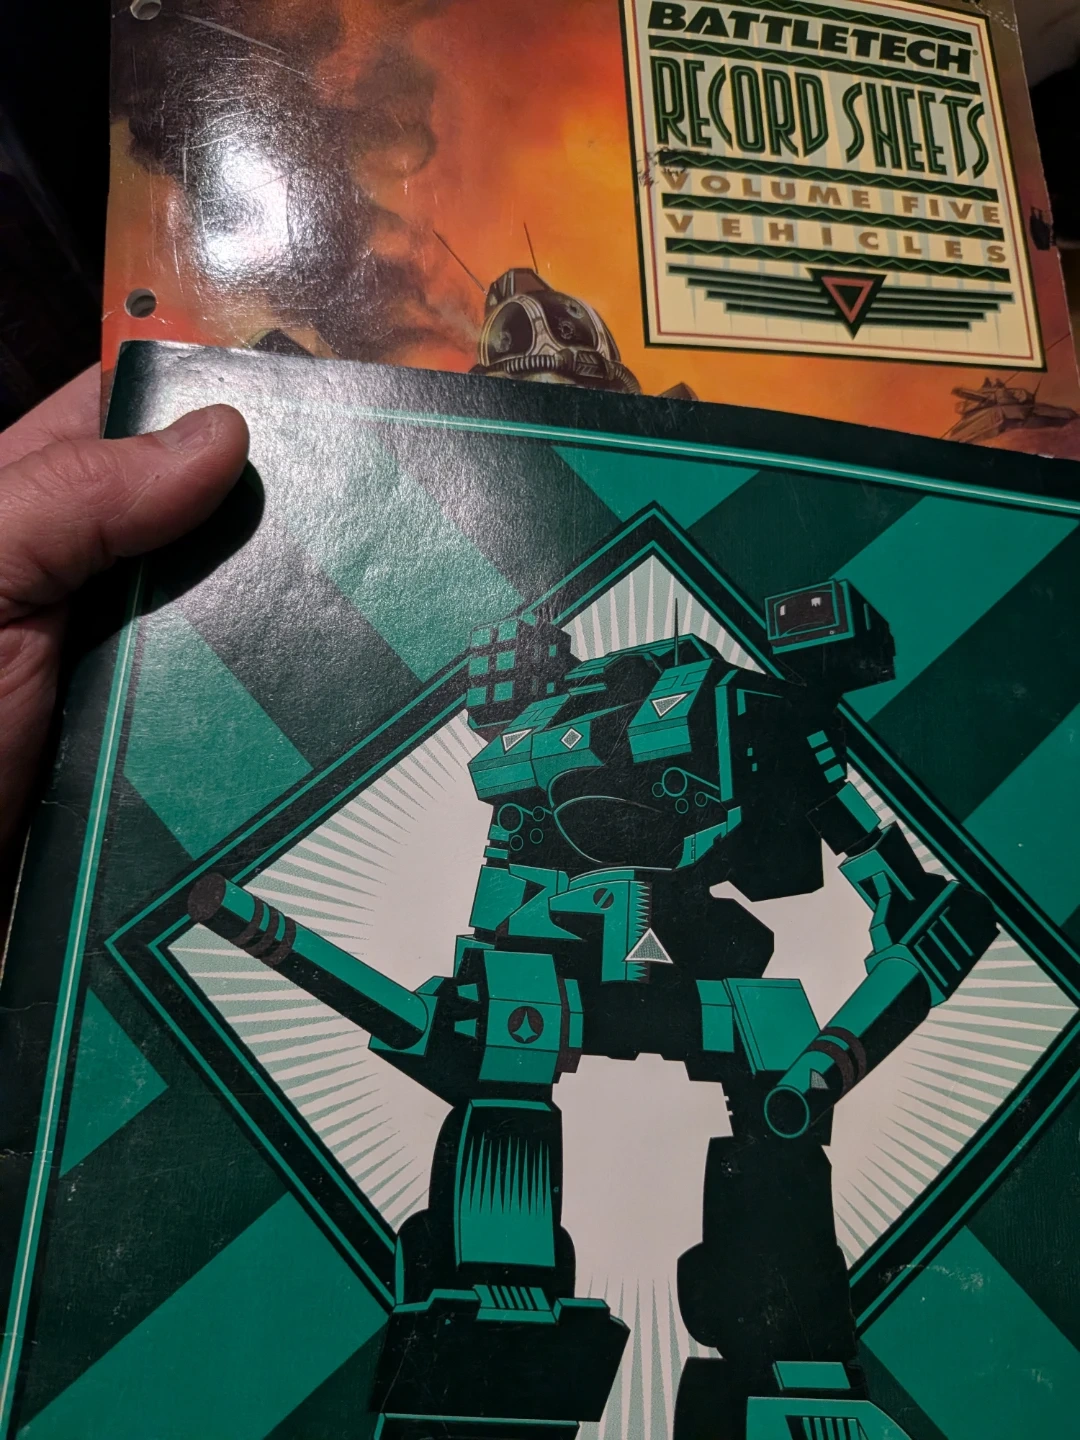 BATTLETECH
RECORD SHEETS
VOLUME FIVE
VEHICLES